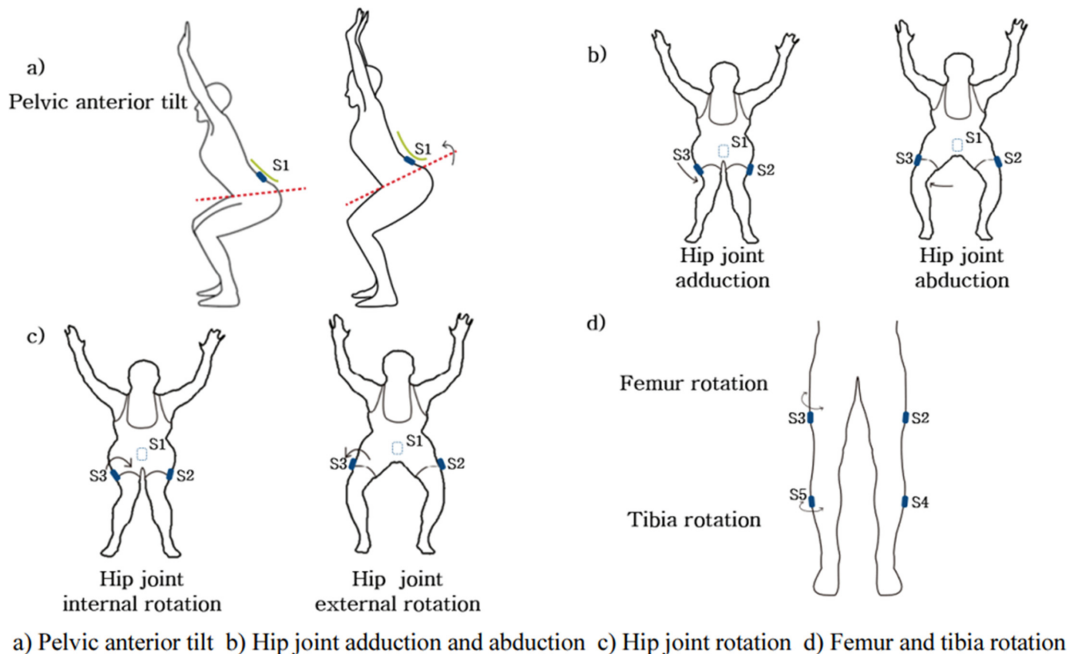 a)
Pelvic anterior tilt
S1
S1
b)
S1
S3
S2
Hip joint
adduction
S1
S3
S2
Hip joint
abduction
c)
S1
S3
S2
Hip joint
internal rotation
S1
S3
S2
Hip joint
external rotation
d)
Femur rotation
S3
S2
S5
S4
Tibia rotation
a) Pelvic anterior tilt b) Hip joint adduction and abduction c) Hip joint rotation d) Femur and tibia rotation